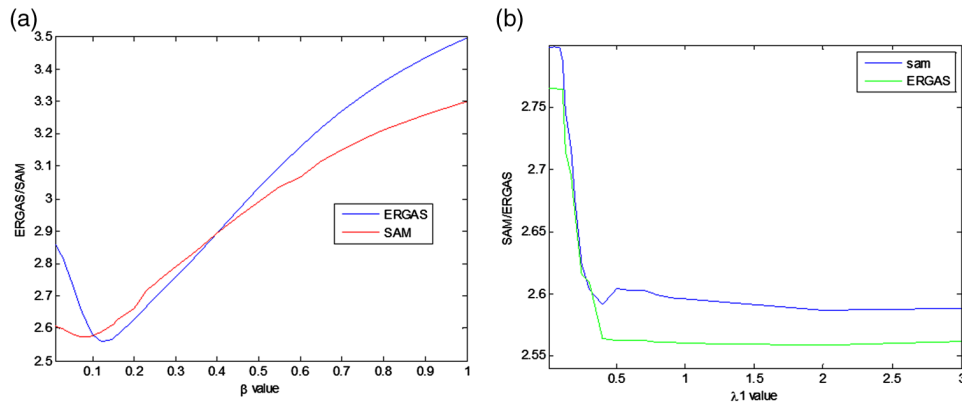 (a)
3.5
3.4
3.3
3.2
3.1
3
2.9
2.8
2.7
2.6
2.5
ERGAS/SAM
ERGAS
SAM
0.1 0.2 0.3 0.4 0.5 0.6 0.7 0.8 0.9 1
β value
(b)
2.75
2.7
2.65
2.6
2.55
SAM/ERGAS
sam
ERGAS
0.5 1 1.5 2 2.5 3
λ1 value